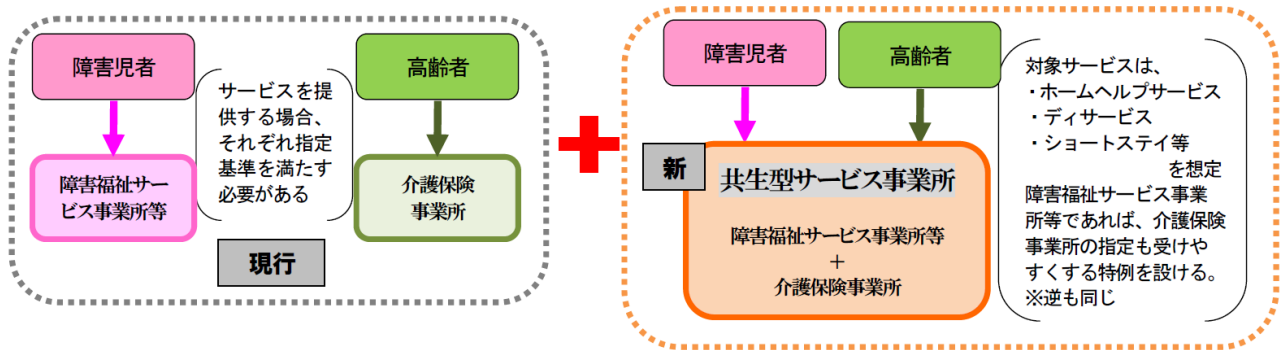 障害児者
高齢者
サービスを提
供する場合、
それぞれ指定
基準を満たす
必要がある
障害福祉サー
ビス事業所等
介護保険
事業所
現行
障害児者
高齢者
新
共生型サービス事業所
障害福祉サービス事業所等
+
介護保険事業所
対象サービスは、
・ホームヘルプサービス
・ディサービス
・ショートステイ等
を想定
障害福祉サービス事業
所等であれば、介護保険
事業所の指定も受けや
すくする特例を設ける。
※逆も同じ